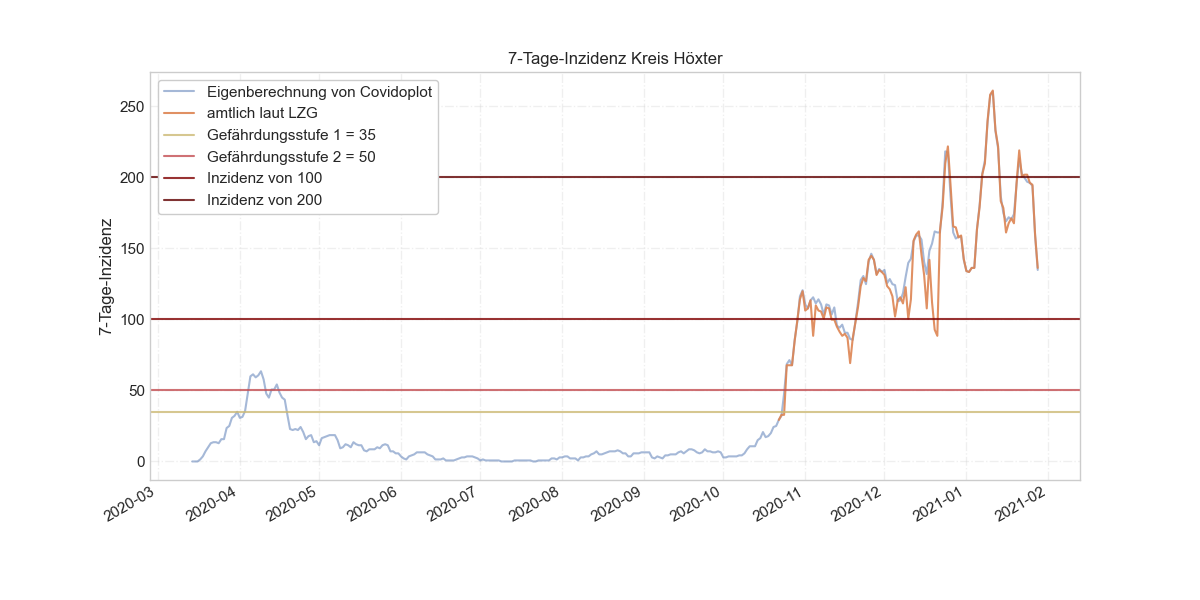 7-Tage-Inzidenz Kreis Höxter
Eigenberechnung von Covidoplot
amtlich laut LZG
Gefährdungsstufe 1 = 35
Gefährdungsstufe 2 = 50
Inzidenz von 100
Inzidenz von 200
7-Tage-Inzidenz
250
200
150
100
50
0
2020-03
2020-04
2020-05
2020-06
2020-07
2020-08
2020-09
2020-10
2020-11
2020-12
2021-01
2021-02